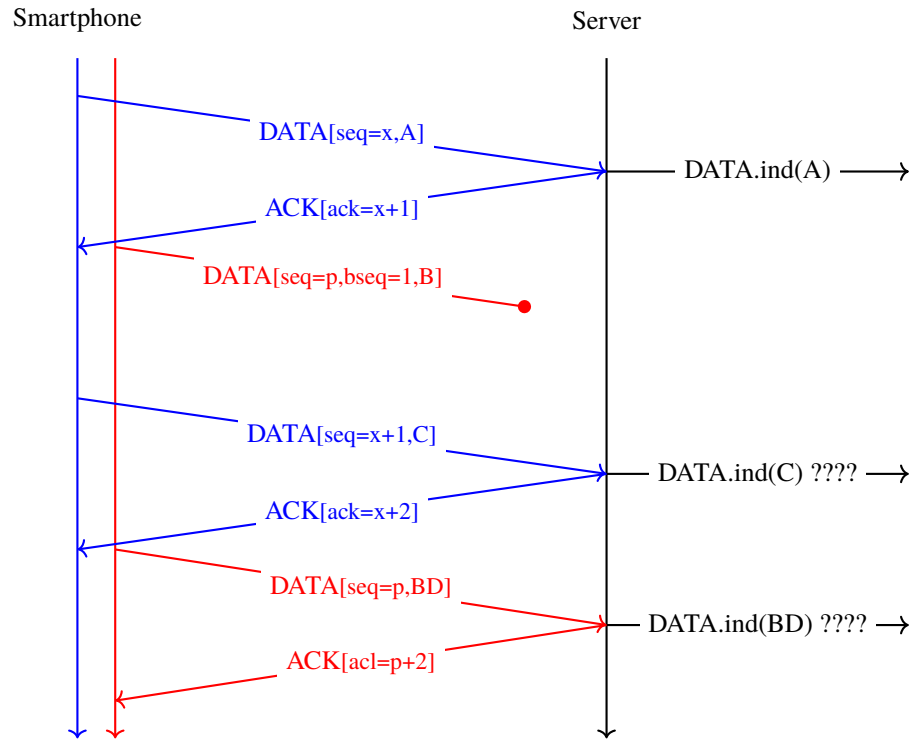 Smartphone
Server
DATA[seq=x,A]
DATA.ind(A)
ACK[ack=x+1]
DATA[seq=p,bseq=1,B]
DATA[seq=x+1,C]
DATA.ind(C) ????
ACK[ack=x+2]
DATA[seq=p,BD]
DATA.ind(BD) ????
ACK[acl=p+2]